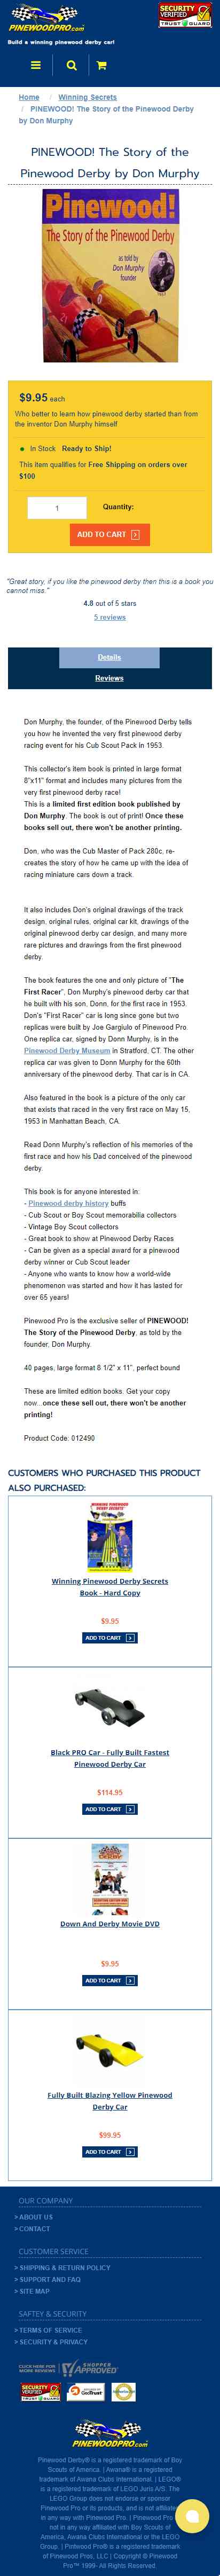 PINEWOODPRO.COM
Build a winning pinewood derby car!
SECURITY
VERIFIED
TRUST GUARD
Home / Winning Secrets
/ PINEWOOD! The Story of the Pinewood Derby
by Don Murphy
PINEWOOD! The Story of the
Pinewood Derby by Don Murphy
Pinewood!
The Story of the Pinewood Derby
as told by
Don
Murphy
founder
$9.95 each
Who better to learn how pinewood derby started than from
the inventor Don Murphy himself
In Stock Ready to Ship!
This item qualifies for Free Shipping on orders over
$100
1 Quantity:
ADD TO CART
"Great story, if you like the pinewood derby then this is a book you
cannot miss."
4.8 out of 5 stars
5 reviews
Details
Reviews
Don Murphy, the founder, of the Pinewood Derby tells
you how he invented the very first pinewood derby
racing event for his Cub Scout Pack in 1953.
This collector's item book is printed in large format
8"x11" format and includes many pictures from the
very first pinewood derby race!
This is a limited first edition book published by
Don Murphy. The book is out of print! Once these
books sell out, there won't be another printing.
Don, who was the Cub Master of Pack 280c, re-
creates the story of how he came up with the idea of
racing miniature cars down a track.
It also includes Don's original drawings of the track
design, original rules, original car kit, drawings of the
original pinewood derby car design, and many more
rare pictures and drawings from the first pinewood
derby.
The book features the one and only picture of "The
First Racer", Don Murphy's pinewood derby car that
he built with his son, Donn, for the first race in 1953.
Don's "First Racer" car is long since gone but two
replicas were built by Joe Gargiulo of Pinewood Pro.
One replica car, signed by Donn Murphy, is in the
Pinewood Derby Museum in Stratford, CT. The other
replica car was given to Donn Murphy for the 60th
anniversary of the pinewood derby. That car is in CA.
Also featured in the book is a picture of the only car
that exists that raced in the very first race on May 15,
1953 in Manhattan Beach, CA.
Read Donn Murphy's reflection of his memories of the
first race and how his Dad conceived of the pinewood
derby.
This book is for anyone interested in:
- Pinewood derby history buffs
- Cub Scout or Boy Scout memorabilia collectors
- Vintage Boy Scout collectors
- Great book to show at Pinewood Derby Races
- Can be given as a special award for a pinewood
derby winner or Cub Scout leader
- Anyone who wants to know how a world-wide
phenomenon was started and how it has lasted for
over 65 years!
Pinewood Pro is the exclusive seller of PINEWOOD!
The Story of the Pinewood Derby, as told by the
founder, Don Murphy.
40 pages, large format 8 1/2" x 11", perfect bound
These are limited edition books. Get your copy
now...once these sell out, there won't be another
printing!
Product Code: 012490
CUSTOMERS WHO PURCHASED THIS PRODUCT
ALSO PURCHASED:
Winning Pinewood Derby Secrets
Book - Hard Copy
$9.95
ADD TO CART
Black PRO Car - Fully Built Fastest
Pinewood Derby Car
$114.95
ADD TO CART
Down And Derby Movie DVD
$9.95
ADD TO CART
Fully Built Blazing Yellow Pinewood
Derby Car
$99.95
ADD TO CART
OUR COMPANY
> ABOUT US
> CONTACT
CUSTOMER SERVICE
> SHIPPING & RETURN POLICY
> SUPPORT AND FAQ
> SITE MAP
SAFTEY & SECURITY
> TERMS OF SERVICE
> SECURITY & PRIVACY
CLICK HERE FOR
MORE REVIEWS
SHOPPER
APPROVED
SECURITY
VERIFIED
TRUST GUARD
PINEWOODPRO.COM
Pinewood Derby® is a registered trademark of Boy
Scouts of America. | Awana® is a registered
trademark of Awana Clubs International. | LEGO®
is a registered trademark of LEGO Juris A/S. The
LEGO Group does not endorse or sponsor
Pinewood Pro or its products, and is not affiliated
in any way with Pinewood Pro. | Pinewood Pro is
not in any way affiliated with Boy Scouts of
America, Awana Clubs International or the LEGO
Group. | Pinewood Pro® is a registered trademark
of Pinewood Pros, LLC | Copyright © Pinewood
Pro™ 1999- All Rights Reserved.